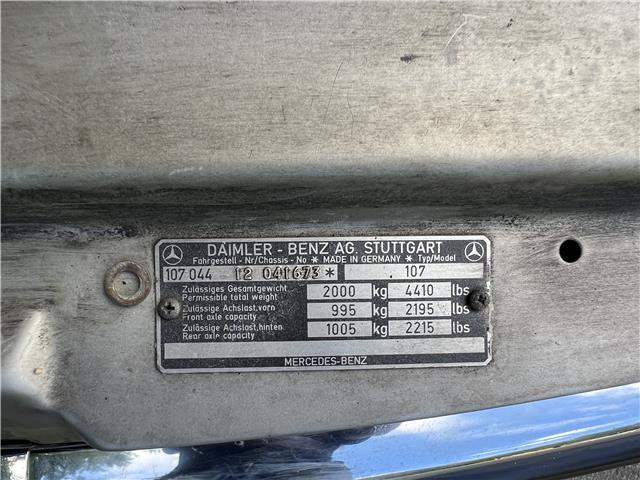 DAIMLER - BENZ AG. STUTTGART
Fahrgestell - Nr/Chassis - No * MADE IN GERMANY * Typ/Model
107 044 12 041673 * 107
Zulässiges Gesamtgewicht
Permissible total weight 2000 kg 4410 lbs
Zulässige Achslast,vorn
Front axle capacity 995 kg 2195 lbs
Zulässige Achslast,hinten
Rear axle capacity 1005 kg 2215 lbs
MERCEDES-BENZ